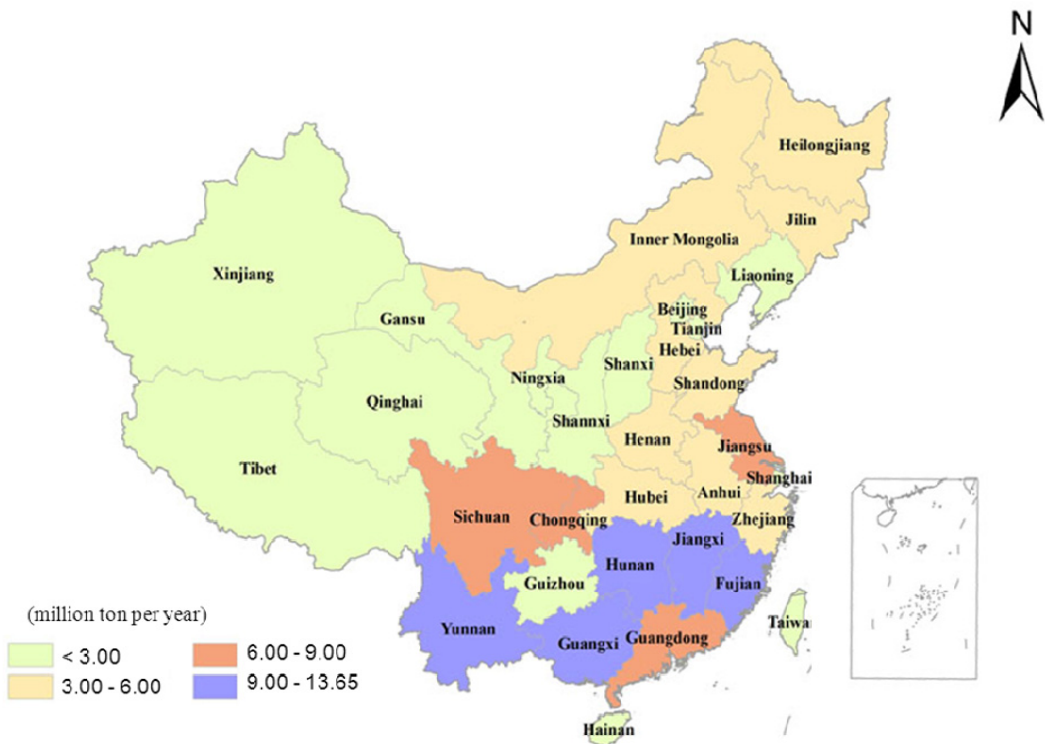 N
Heilongjiang
Jilin
Inner Mongolia
Liaoning
Xinjiang
Beijing
Gansu
Tianjin
Hebei
Shanxi
Ningxia
Shandong
Qinghai
Shannxi
Henan
Jiangsu
Tibet
Shanghai
Anhui
Hubei
Sichuan
Chongqing
Zhejiang
Jiangxi
Hunan
Guizhou
Fujian
Taiwa
Yunnan
Guangxi
Guangdong
Hainan
(million ton per year)
< 3.00
6.00 - 9.00
3.00 - 6.00
9.00 - 13.65